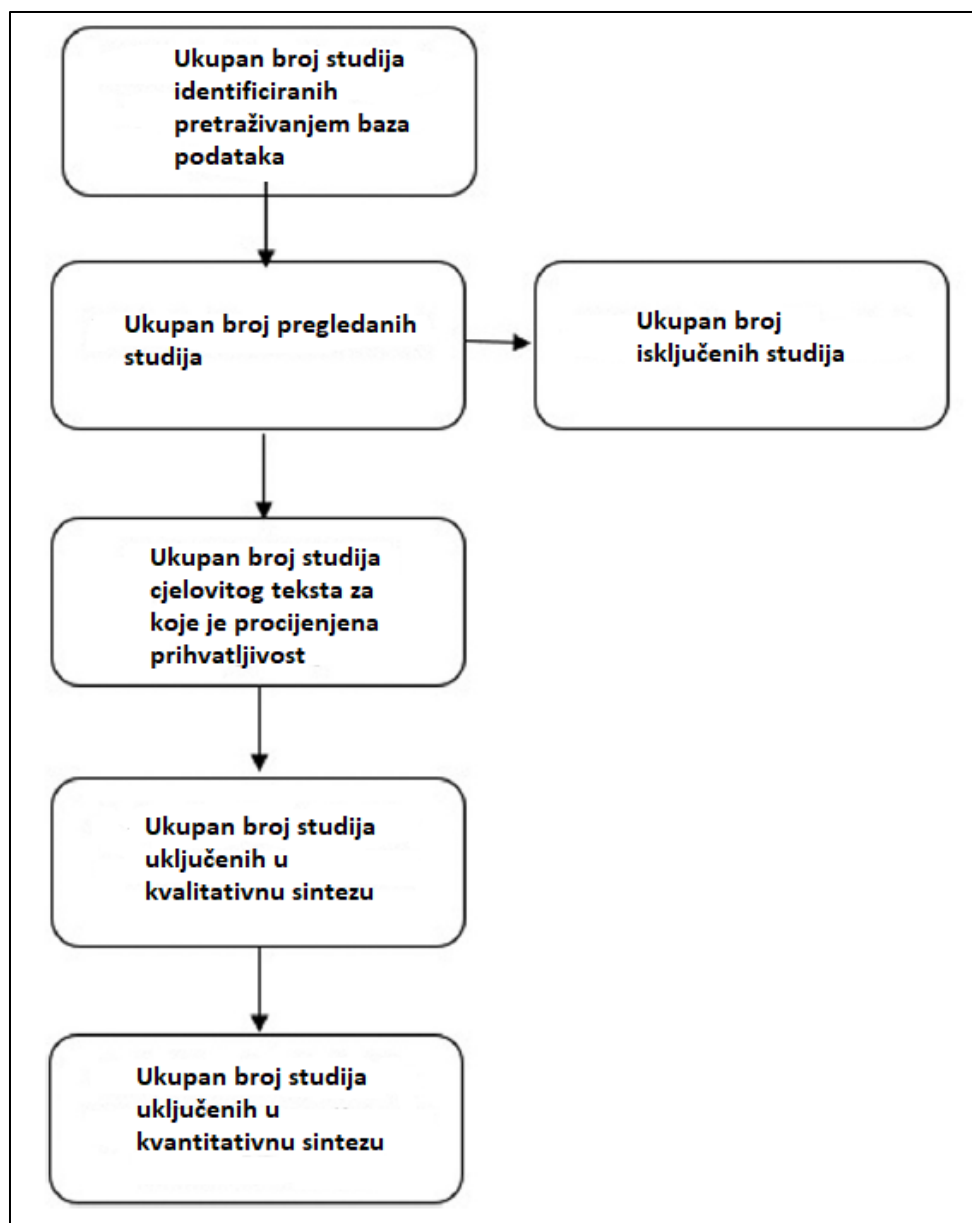 Ukupan broj studija
identificiranih
pretraživanjem baza
podataka
Ukupan broj pregledanih
studija
Ukupan broj
isključenih studija
Ukupan broj studija
cjelovitog teksta za
koje je procijenjena
prihvatljivost
Ukupan broj studija
uključenih u
kvalitativnu sintezu
Ukupan broj studija
uključenih u
kvantitativnu sintezu